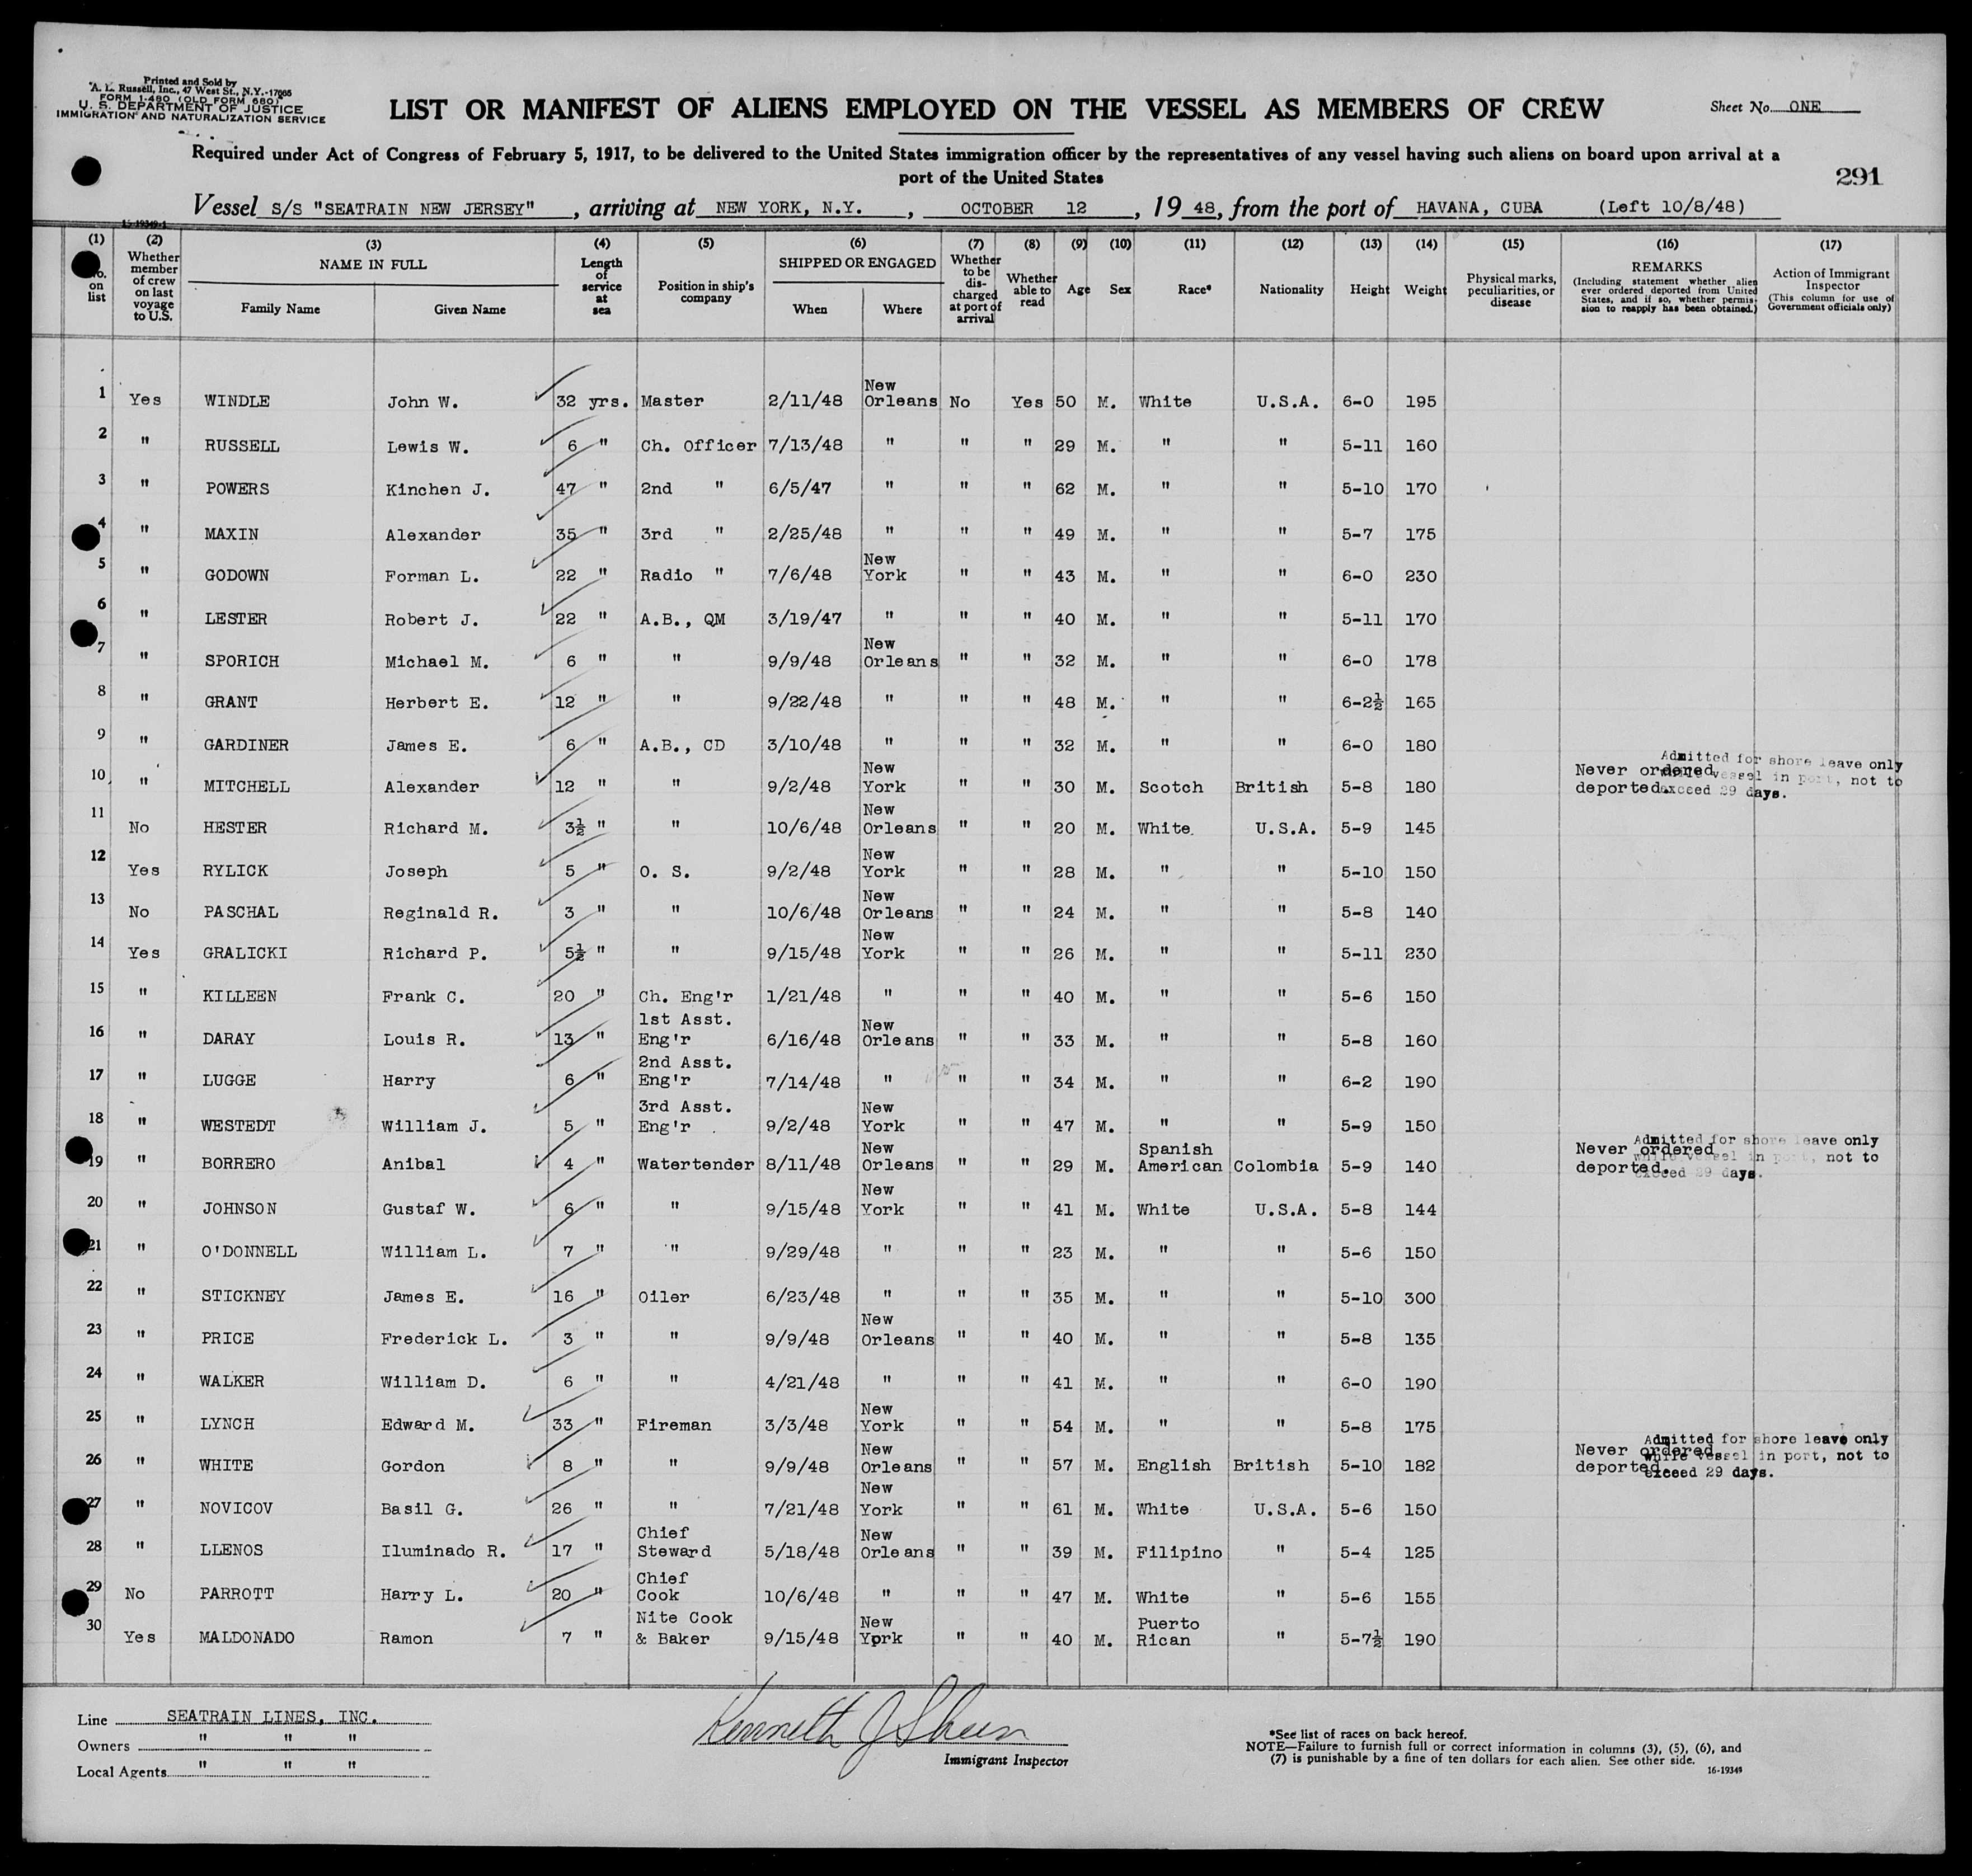 Printed and Sold by
A. L. Russell, Inc., 47 West St., N.Y.-17665
FORM I-480 (OLD FORM 680)
U. S. DEPARTMENT OF JUSTICE
IMMIGRATION AND NATURALIZATION SERVICE
LIST OR MANIFEST OF ALIENS EMPLOYED ON THE VESSEL AS MEMBERS OF CREW
Sheet No. ONE
Required under Act of Congress of February 5, 1917, to be delivered to the United States immigration officer by the representatives of any vessel having such aliens on board upon arrival at a
port of the United States
291
Vessel S/S "SEATRAIN NEW JERSEY", arriving at NEW YORK, N.Y., OCTOBER 12, 19 48, from the port of HAVANA, CUBA (Left 10/8/48)
(1) (2) (3) (4) (5) (6) (7) (8) (9) (10) (11) (12) (13) (14) (15) (16) (17)
No. on list
Whether member of crew on last voyage to U.S.
NAME IN FULL
Family Name Given Name
Length of service at sea
Position in ship's company
SHIPPED OR ENGAGED
When Where
Whether to be discharged at port of arrival
Whether able to read
Age Sex Race* Nationality Height Weight
Physical marks, peculiarities, or disease
REMARKS
(Including statement whether alien ever ordered deported from United States, and if so, whether permission to reapply has been obtained.)
Action of Immigrant Inspector
(This column for use of Government officials only)
1 Yes WINDLE John W. 32 yrs. Master 2/11/48 New Orleans No Yes 50 M. White U.S.A. 6-0 195
2 " RUSSELL Lewis W. 6 " Ch. Officer 7/13/48 " " " 29 M. " " 5-11 160
3 " POWERS Kinchen J. 47 " 2nd " 6/5/47 " " " 62 M. " " 5-10 170
4 " MAXIN Alexander 35 " 3rd " 2/25/48 " " " 49 M. " " 5-7 175
5 " GODOWN Forman L. 22 " Radio " 7/6/48 New York " " 43 M. " " 6-0 230
6 " LESTER Robert J. 22 " A.B., QM 3/19/47 " " " 40 M. " " 5-11 170
7 " SPORICH Michael M. 6 " " 9/9/48 New Orleans " " 32 M. " " 6-0 178
8 " GRANT Herbert E. 12 " " 9/22/48 " " " 48 M. " " 6-2½ 165
9 " GARDINER James E. 6 " A.B., CD 3/10/48 " " " 32 M. " " 6-0 180
10 " MITCHELL Alexander 12 " " 9/2/48 New York " " 30 M. Scotch British 5-8 180 Never ordered deported. Admitted for shore leave only while vessel in port, not to exceed 29 days.
11 No HESTER Richard M. 3½ " " 10/6/48 New Orleans " " 20 M. White U.S.A. 5-9 145
12 Yes RYLICK Joseph 5 " O. S. 9/2/48 New York " " 28 M. " " 5-10 150
13 No PASCHAL Reginald R. 3 " " 10/6/48 New Orleans " " 24 M. " " 5-8 140
14 Yes GRALICKI Richard P. 5½ " " 9/15/48 New York " " 26 M. " " 5-11 230
15 " KILLEEN Frank C. 20 " Ch. Eng'r 1/21/48 " " " 40 M. " " 5-6 150
16 " DARAY Louis R. 13 " 1st Asst. Eng'r 6/16/48 New Orleans " " 33 M. " " 5-8 160
17 " LUGGE Harry 6 " 2nd Asst. Eng'r 7/14/48 " " " 34 M. " " 6-2 190
18 " WESTEDT William J. 5 " 3rd Asst. Eng'r 9/2/48 New York " " 47 M. " " 5-9 150
19 " BORRERO Anibal 4 " Watertender 8/11/48 New Orleans " " 29 M. Spanish American Colombia 5-9 140 Never ordered deported. Admitted for shore leave only while vessel in port, not to exceed 29 days.
20 " JOHNSON Gustaf W. 6 " " 9/15/48 New York " " 41 M. White U.S.A. 5-8 144
21 " O'DONNELL William L. 7 " " 9/29/48 " " " 23 M. " " 5-6 150
22 " STICKNEY James E. 16 " Oiler 6/23/48 " " " 35 M. " " 5-10 300
23 " PRICE Frederick L. 3 " " 9/9/48 New Orleans " " 40 M. " " 5-8 135
24 " WALKER William D. 6 " " 4/21/48 " " " 41 M. " " 6-0 190
25 " LYNCH Edward M. 33 " Fireman 3/3/48 New York " " 54 M. " " 5-8 175
26 " WHITE Gordon 8 " " 9/9/48 New Orleans " " 57 M. English British 5-10 182 Never ordered deported Admitted for shore leave only while vessel in port, not to exceed 29 days.
27 " NOVICOV Basil G. 26 " " 7/21/48 New York " " 61 M. White U.S.A. 5-6 150
28 " LLENOS Iluminado R. 17 " Chief Steward 5/18/48 New Orleans " " 39 M. Filipino " 5-4 125
29 No PARROTT Harry L. 20 " Chief Cook 10/6/48 " " " 47 M. White " 5-6 155
30 Yes MALDONADO Ramon 7 " Nite Cook & Baker 9/15/48 New Yprk " " 40 M. Puerto Rican " 5-7½ 190
Line SEATRAIN LINES, INC.
Owners " " "
Local Agents " " "
Kenneth J Sheen
Immigrant Inspector
*See list of races on back hereof.
NOTE—Failure to furnish full or correct information in columns (3), (5), (6), and
(7) is punishable by a fine of ten dollars for each alien. See other side.
16-19349